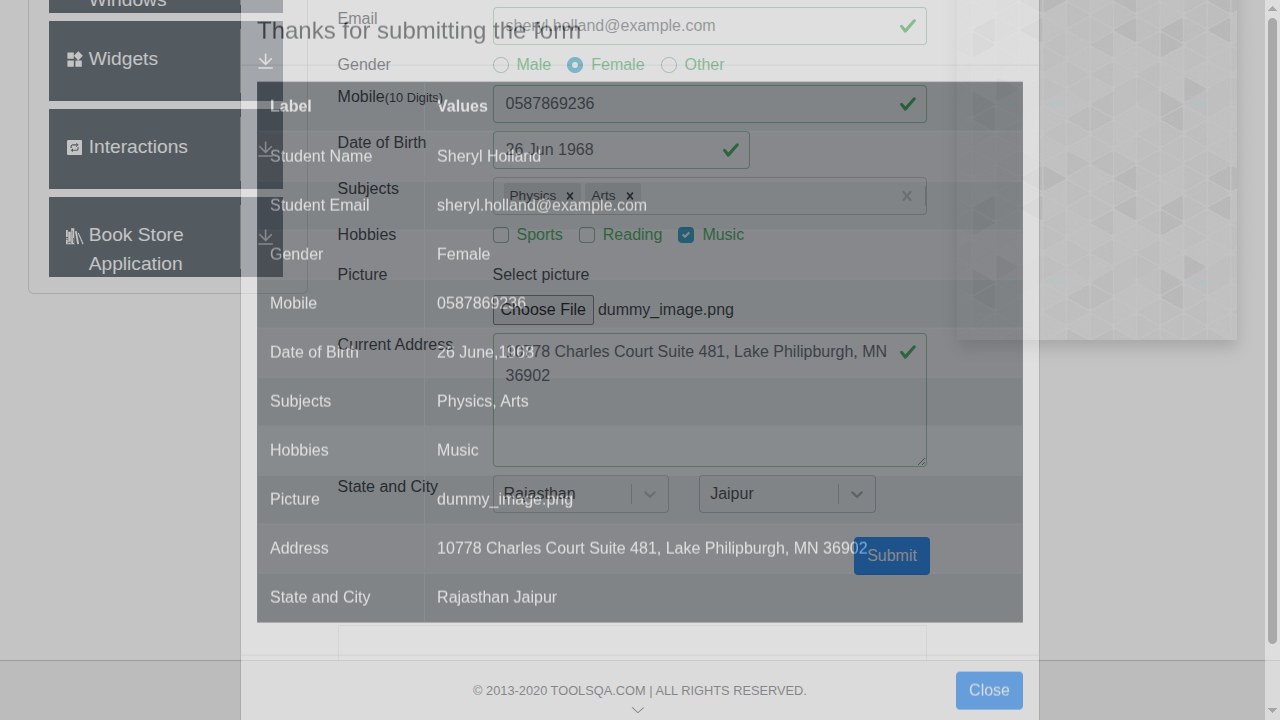 Windows
Widgets
Interactions
Book Store
Application
Thanks for submitting the form
Label Values
Student Name Sheryl Holland
Student Email sheryl.holland@example.com
Gender Female
Mobile 0587869236
Date of Birth 26 June,1968
Subjects Physics, Arts
Hobbies Music
Picture dummy_image.png
Address 10778 Charles Court Suite 481, Lake Philipburgh, MN 36902
State and City Rajasthan Jaipur
Close
Email sheryl.holland@example.com
Gender Male Female Other
Mobile(10 Digits) 0587869236
Date of Birth 26 Jun 1968
Subjects Physics Arts
Hobbies Sports Reading Music
Picture Select picture
Choose File dummy_image.png
Current Address 10778 Charles Court Suite 481, Lake Philipburgh, MN
36902
State and City Rajasthan Jaipur
Submit
© 2013-2020 TOOLSQA.COM | ALL RIGHTS RESERVED.